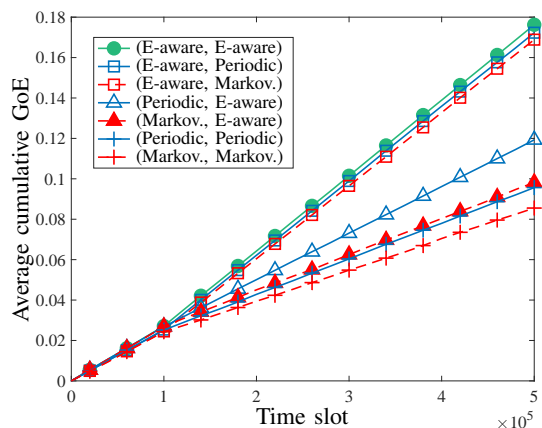 0.18
0.16
0.14
0.12
0.1
0.08
0.06
0.04
0.02
0
Average cumulative GoE
(E-aware, E-aware)
(E-aware, Periodic)
(E-aware, Markov.)
(Periodic, E-aware)
(Markov., E-aware)
(Periodic, Periodic)
(Markov., Markov.)
0 1 2 3 4 5
Time slot
×10^5